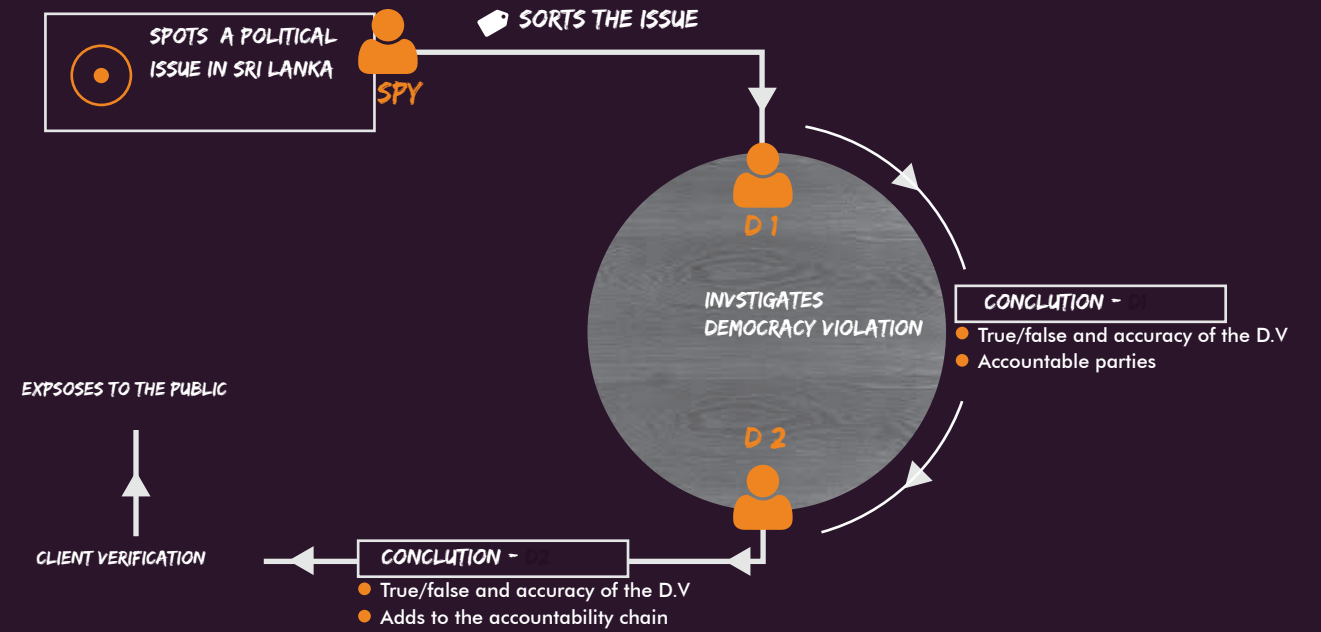 SPOTS A POLITICAL
ISSUE IN SRI LANKA
SPY
SORTS THE ISSUE
D 1
INVSTIGATES
DEMOCRACY VIOLATION
CONCLUTION - D1
True/false and accuracy of the D.V
Accountable parties
D 2
CONCLUTION - D2
True/false and accuracy of the D.V
Adds to the accountability chain
CLIENT VERIFICATION
EXPSOSES TO THE PUBLIC